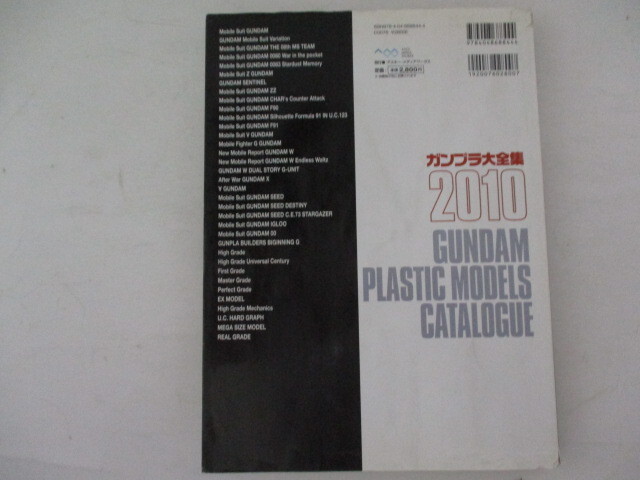 Mobile Suit GUNDAM
GUNDAM Mobile Suit Variation
Mobile Suit GUNDAM THE 08th MS TEAM
Mobile Suit GUNDAM 0080 War in the pocket
Mobile Suit GUNDAM 0083 Stardust Memory
Mobile Suit Z GUNDAM
GUNDAM SENTINEL
Mobile Suit GUNDAM ZZ
Mobile Suit GUNDAM CHAR's Counter Attack
Mobile Suit GUNDAM F90
Mobile Suit GUNDAM Silhouette Formula 91 IN U.C.123
Mobile Suit GUNDAM F91
Mobile Suit V GUNDAM
Mobile Fighter G GUNDAM
New Mobile Report GUNDAM W
New Mobile Report GUNDAM W Endless Waltz
GUNDAM W DUAL STORY G-UNIT
After War GUNDAM X
∀ GUNDAM
Mobile Suit GUNDAM SEED
Mobile Suit GUNDAM SEED DESTINY
Mobile Suit GUNDAM SEED C.E.73 STARGAZER
Mobile Suit GUNDAM IGLOO
Mobile Suit GUNDAM 00
GUNPLA BUILDERS BIGINNING G
High Grade
High Grade Universal Century
First Grade
Master Grade
Perfect Grade
EX MODEL
High Grade Mechanics
U.C. HARD GRAPH
MEGA SIZE MODEL
REAL GRADE
9784048688444
1920076028007
ガンプラ大全集
2010
GUNDAM
PLASTIC MODELS
CATALOGUE